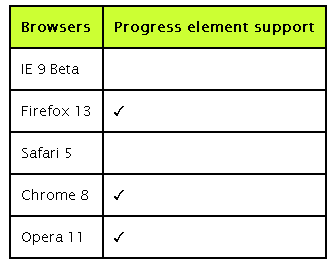 Browsers Progress element support
IE 9 Beta
Firefox 13 ✓
Safari 5
Chrome 8 ✓
Opera 11 ✓